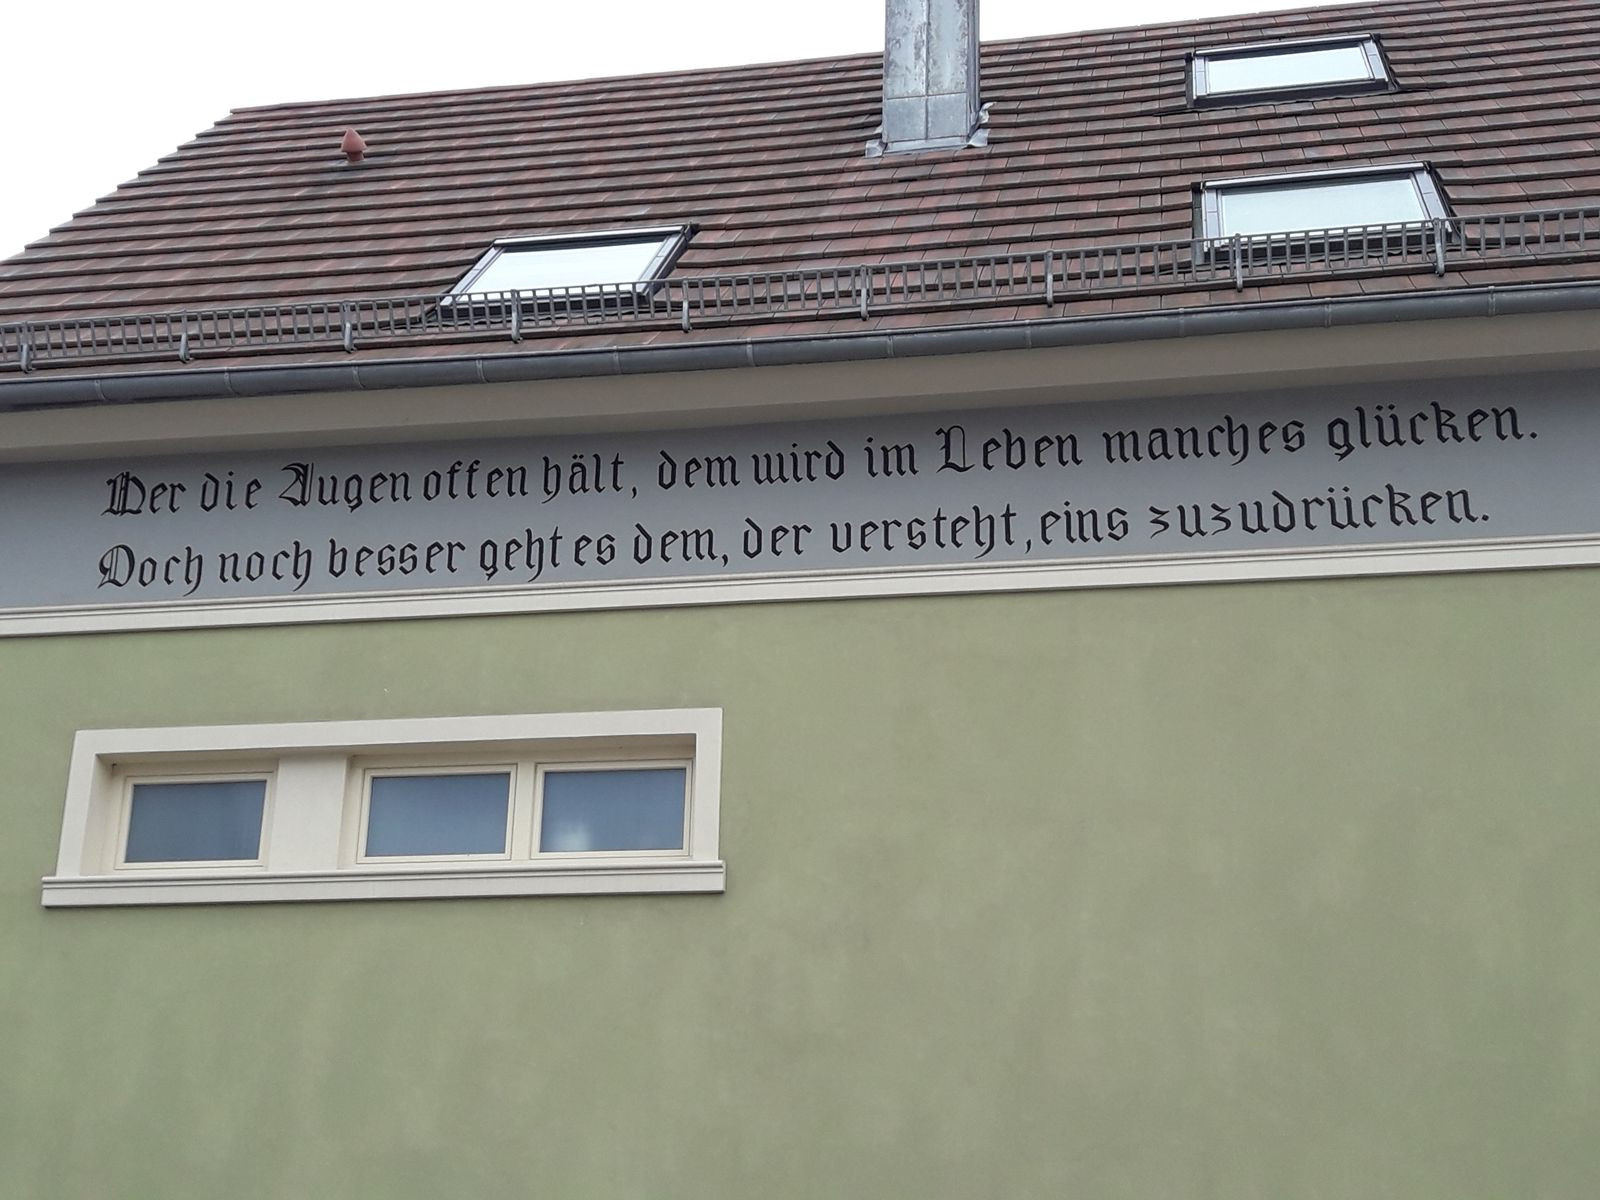 Wer die Augen offen hält, dem wird im Leben manches glücken.
Doch noch besser geht es dem, der versteht, eins zuzudrücken.